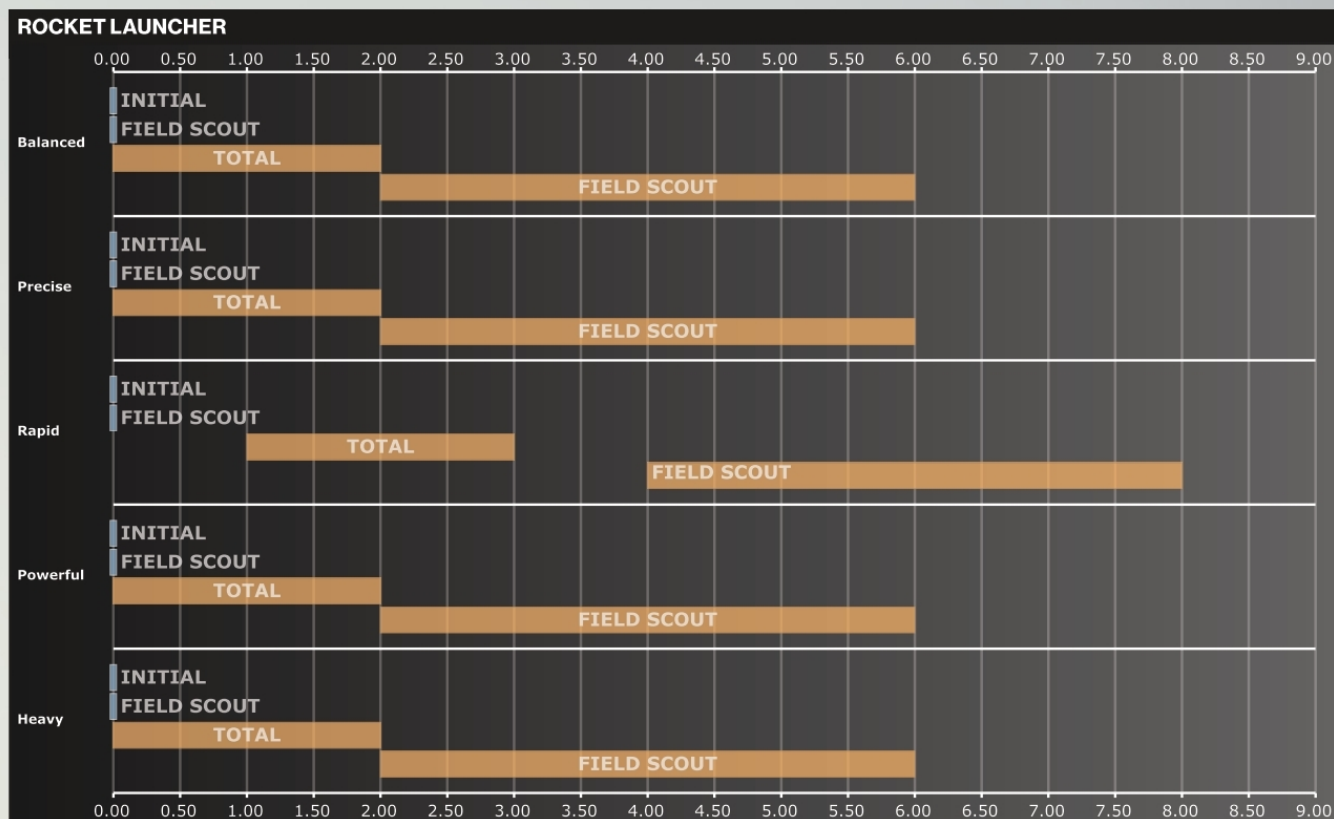 ROCKET LAUNCHER
0.00 0.50 1.00 1.50 2.00 2.50 3.00 3.50 4.00 4.50 5.00 5.50 6.00 6.50 7.00 7.50 8.00 8.50 9.00
INITIAL
FIELD SCOUT
Balanced
TOTAL
FIELD SCOUT
INITIAL
FIELD SCOUT
Precise
TOTAL
FIELD SCOUT
INITIAL
FIELD SCOUT
Rapid
TOTAL
FIELD SCOUT
INITIAL
FIELD SCOUT
Powerful
TOTAL
FIELD SCOUT
INITIAL
FIELD SCOUT
Heavy
TOTAL
FIELD SCOUT
0.00 0.50 1.00 1.50 2.00 2.50 3.00 3.50 4.00 4.50 5.00 5.50 6.00 6.50 7.00 7.50 8.00 8.50 9.00